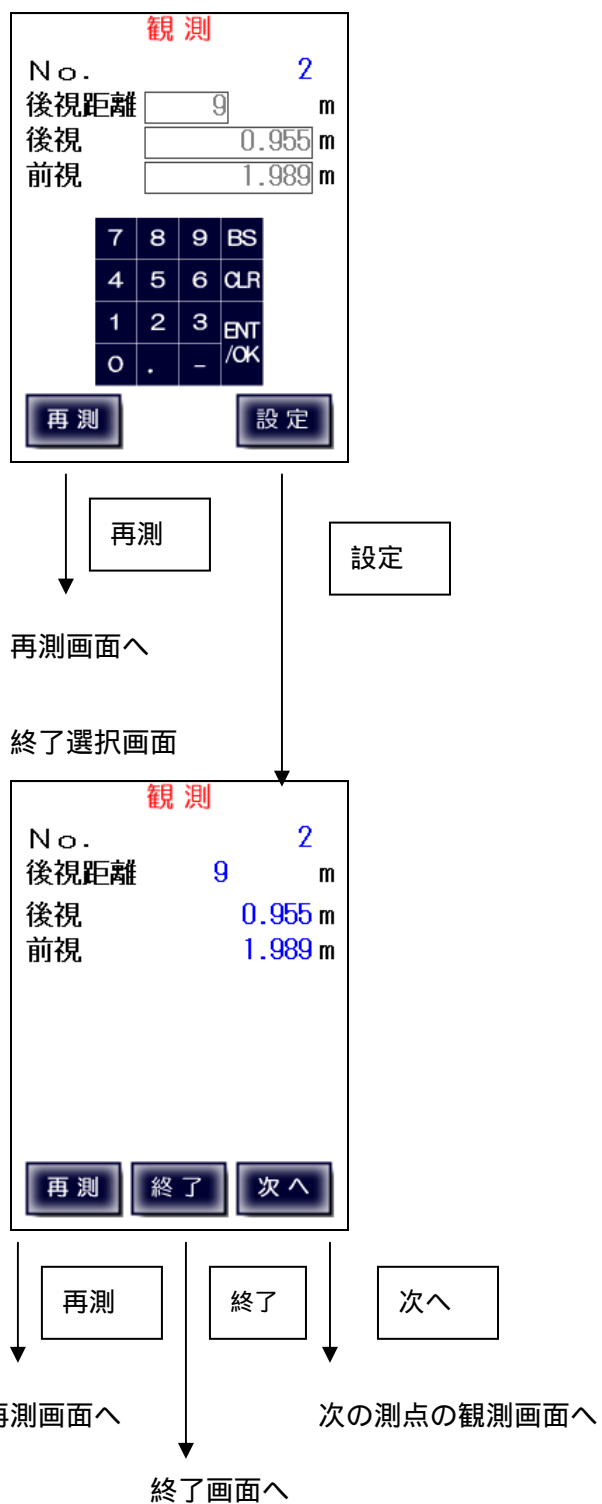 観測
No. 2
後視距離 9 m
後視 0.955 m
前視 1.989 m
7 8 9 BS
4 5 6 CLR
1 2 3 ENT
0 . - /OK
再測 設定
再測
設定
再測画面へ
終了選択画面
観測
No. 2
後視距離 9 m
後視 0.955 m
前視 1.989 m
再測 終了 次へ
再測 終了 次へ
再測画面へ 次の測点の観測画面へ
終了画面へ